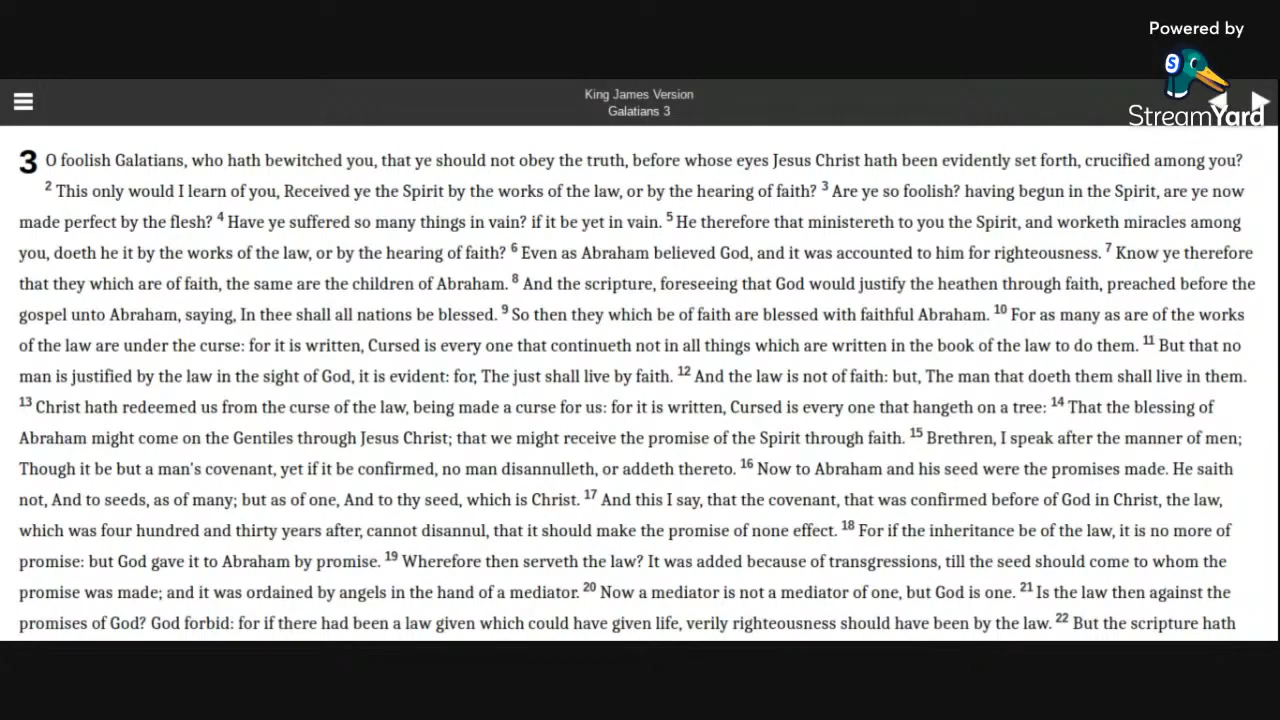 Powered by
StreamYard
King James Version
Galatians 3
3 O foolish Galatians, who hath bewitched you, that ye should not obey the truth, before whose eyes Jesus Christ hath been evidently set forth, crucified among you?
2 This only would I learn of you, Received ye the Spirit by the works of the law, or by the hearing of faith? 3 Are ye so foolish? having begun in the Spirit, are ye now
made perfect by the flesh? 4 Have ye suffered so many things in vain? if it be yet in vain. 5 He therefore that ministereth to you the Spirit, and worketh miracles among
you, doeth he it by the works of the law, or by the hearing of faith? 6 Even as Abraham believed God, and it was accounted to him for righteousness. 7 Know ye therefore
that they which are of faith, the same are the children of Abraham. 8 And the scripture, foreseeing that God would justify the heathen through faith, preached before the
gospel unto Abraham, saying, In thee shall all nations be blessed. 9 So then they which be of faith are blessed with faithful Abraham. 10 For as many as are of the works
of the law are under the curse: for it is written, Cursed is every one that continueth not in all things which are written in the book of the law to do them. 11 But that no
man is justified by the law in the sight of God, it is evident: for, The just shall live by faith. 12 And the law is not of faith: but, The man that doeth them shall live in them.
13 Christ hath redeemed us from the curse of the law, being made a curse for us: for it is written, Cursed is every one that hangeth on a tree: 14 That the blessing of
Abraham might come on the Gentiles through Jesus Christ; that we might receive the promise of the Spirit through faith. 15 Brethren, I speak after the manner of men;
Though it be but a man's covenant, yet if it be confirmed, no man disannulleth, or addeth thereto. 16 Now to Abraham and his seed were the promises made. He saith
not, And to seeds, as of many; but as of one, And to thy seed, which is Christ. 17 And this I say, that the covenant, that was confirmed before of God in Christ, the law,
which was four hundred and thirty years after, cannot disannul, that it should make the promise of none effect. 18 For if the inheritance be of the law, it is no more of
promise: but God gave it to Abraham by promise. 19 Wherefore then serveth the law? It was added because of transgressions, till the seed should come to whom the
promise was made; and it was ordained by angels in the hand of a mediator. 20 Now a mediator is not a mediator of one, but God is one. 21 Is the law then against the
promises of God? God forbid: for if there had been a law given which could have given life, verily righteousness should have been by the law. 22 But the scripture hath